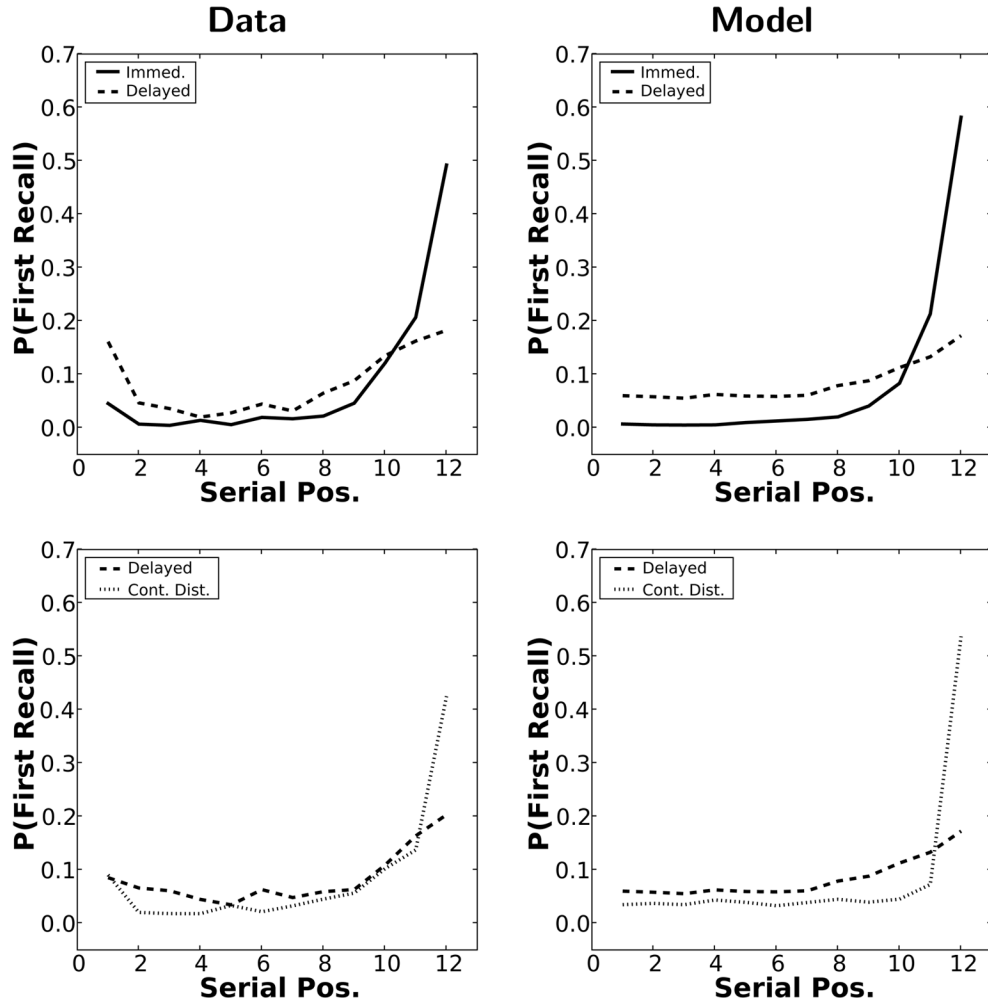 Data
Model
P(First Recall)
0.7
0.6
0.5
0.4
0.3
0.2
0.1
0.0
Immed.
Delayed
0 2 4 6 8 10 12
Serial Pos.
P(First Recall)
0.7
0.6
0.5
0.4
0.3
0.2
0.1
0.0
Immed.
Delayed
0 2 4 6 8 10 12
Serial Pos.
P(First Recall)
0.7
0.6
0.5
0.4
0.3
0.2
0.1
0.0
Delayed
Cont. Dist.
0 2 4 6 8 10 12
Serial Pos.
P(First Recall)
0.7
0.6
0.5
0.4
0.3
0.2
0.1
0.0
Delayed
Cont. Dist.
0 2 4 6 8 10 12
Serial Pos.